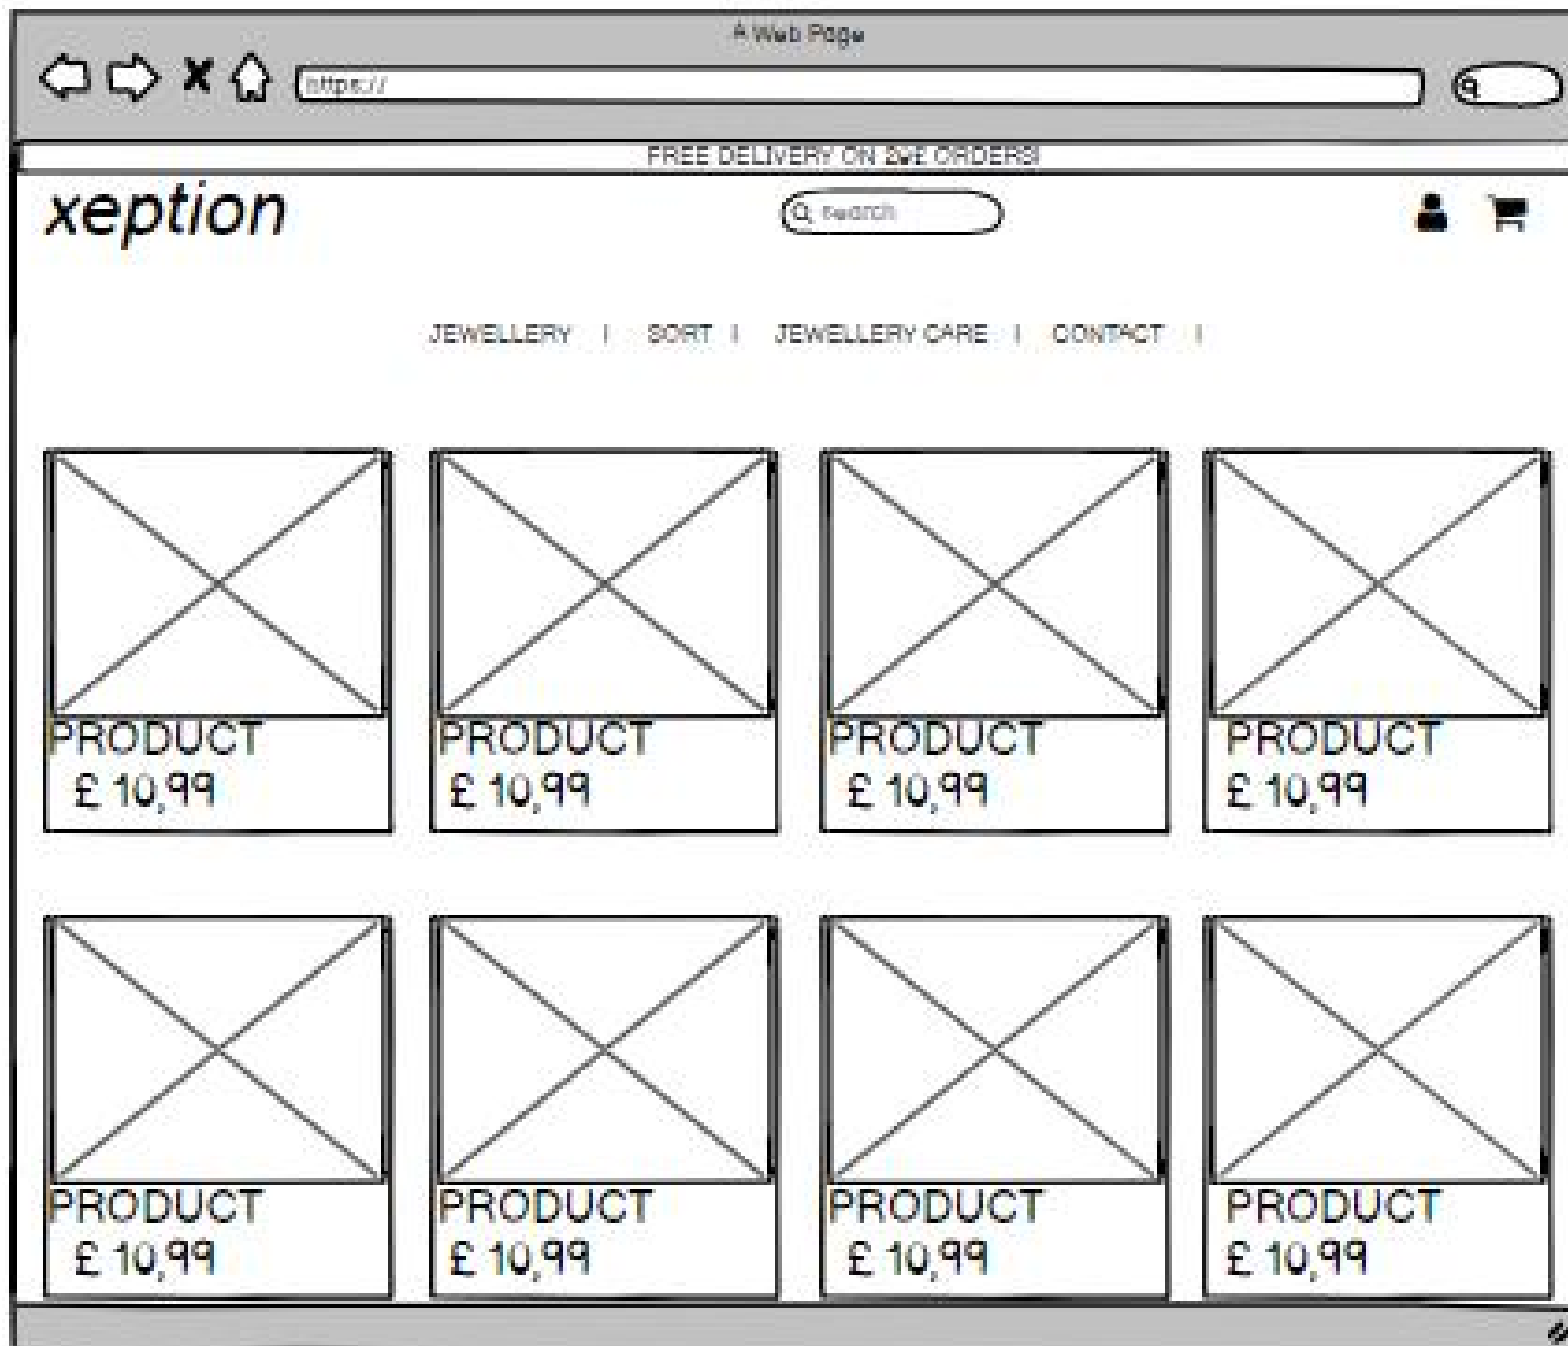 A Web Page
https://
FREE DELIVERY ON ORDERS!
xeption
search
JEWELLERY | SORT | JEWELLERY CARE | CONTACT |
PRODUCT PRODUCT PRODUCT PRODUCT
£ 10,99 £ 10,99 £ 10,99 £ 10,99
PRODUCT PRODUCT PRODUCT PRODUCT
£ 10,99 £ 10,99 £ 10,99 £ 10,99